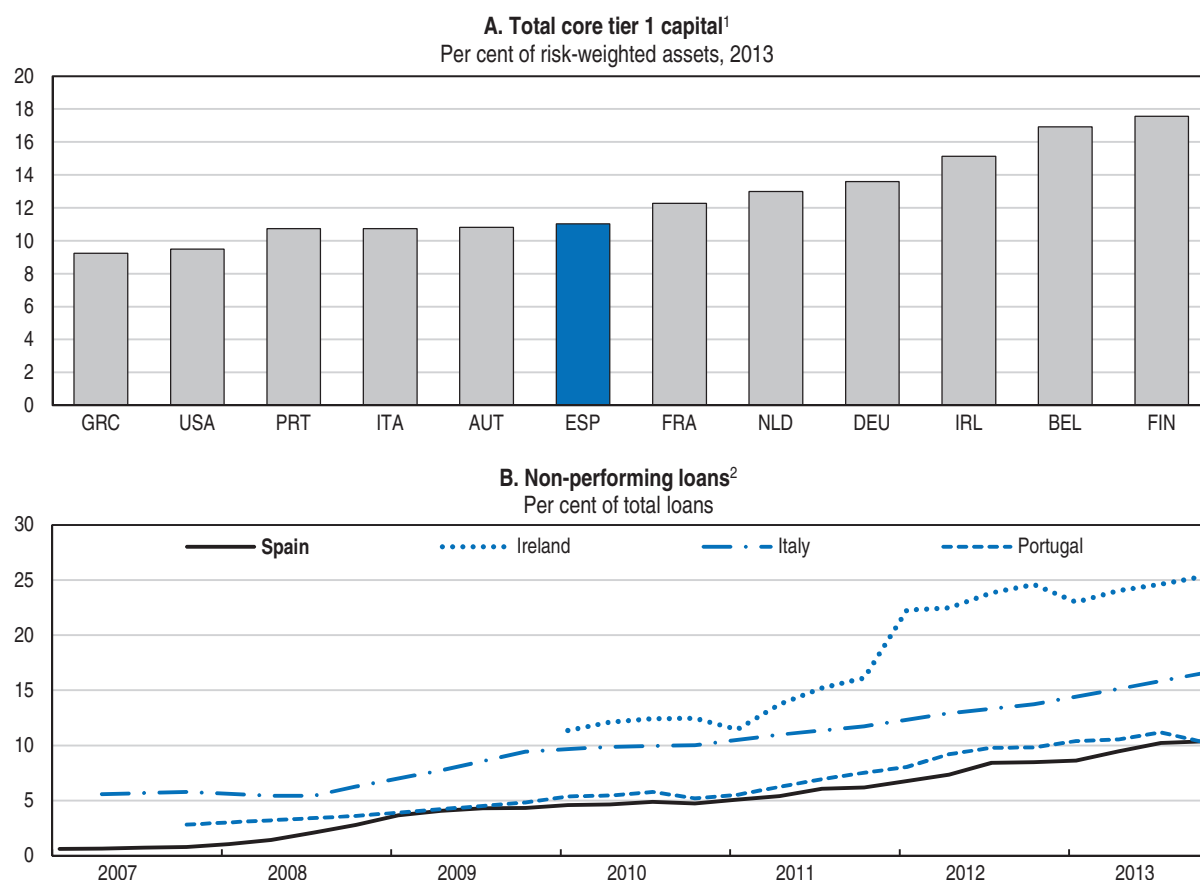 A. Total core tier 1 capital¹
Per cent of risk-weighted assets, 2013
20
18
16
14
12
10
8
6
4
2
0
GRC USA PRT ITA AUT ESP FRA NLD DEU IRL BEL FIN
B. Non-performing loans²
Per cent of total loans
30
Spain Ireland Italy Portugal
25
20
15
10
5
0
2007 2008 2009 2010 2011 2012 2013